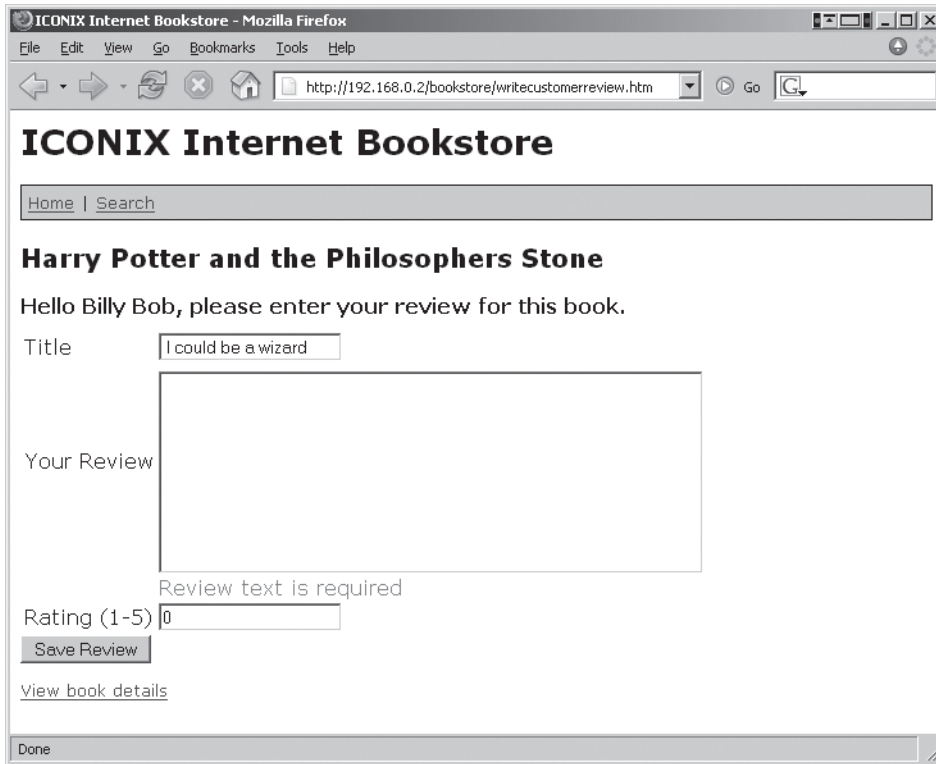 ICONIX Internet Bookstore - Mozilla Firefox
File Edit View Go Bookmarks Tools Help
http://192.168.0.2/bookstore/writecustomerreview.htm Go G
ICONIX Internet Bookstore
Home | Search
Harry Potter and the Philosophers Stone
Hello Billy Bob, please enter your review for this book.
Title I could be a wizard
Your Review
Review text is required
Rating (1-5) 0
Save Review
View book details
Done